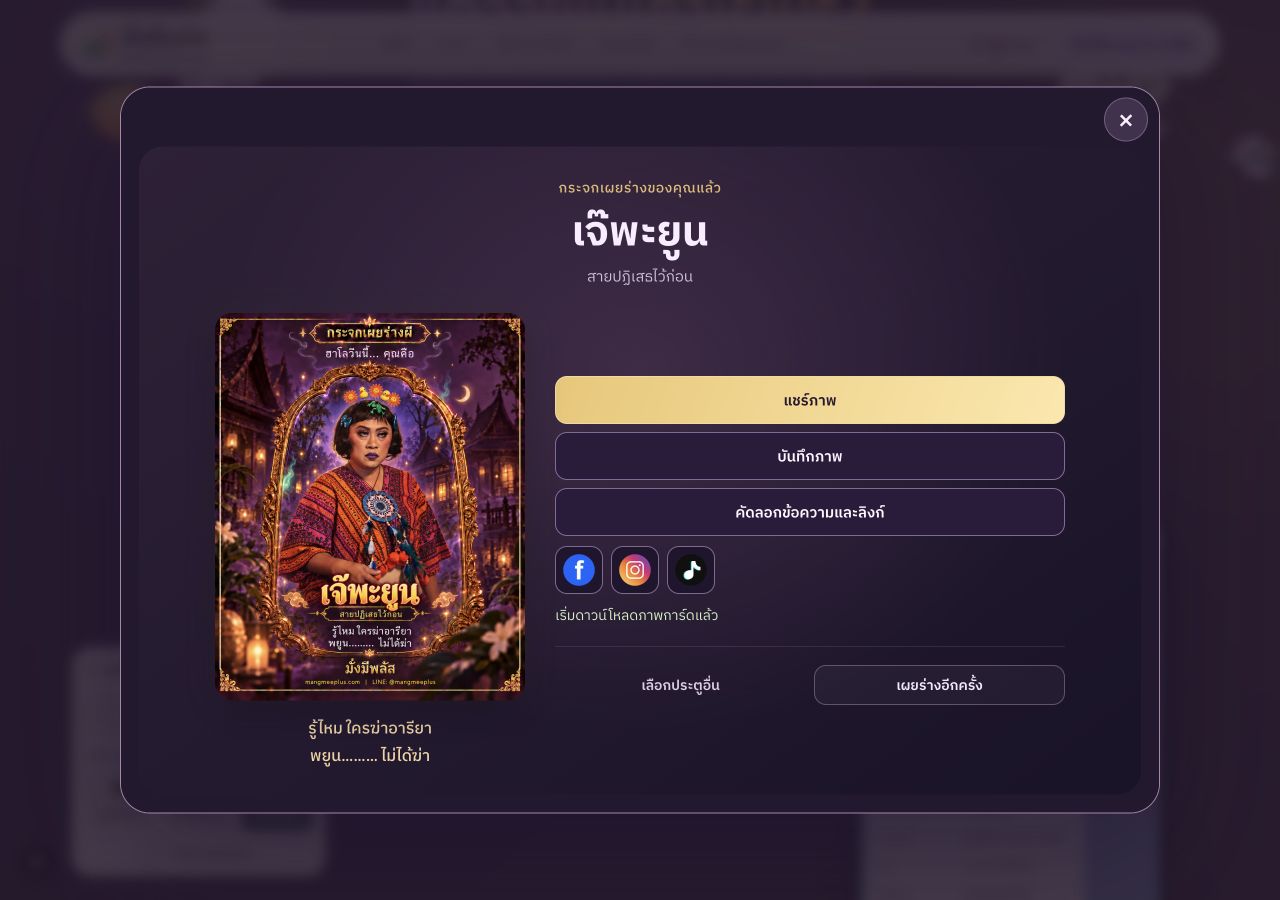 ×
กระจกเผยร่างของคุณแล้ว
เจ๊พะยูน
สายปฏิเสธไว้ก่อน
กระจกเผยร่างผี
ฮาโลวีนนี้... คุณคือ
เจ๊พะยูน
สายปฏิเสธไว้ก่อน
รู้ไหม ใครฆ่าอารียา
พยูน......... ไม่ได้ฆ่า
มั่งมีพลัส
mangmeeplus.com | LINE: @mangmeeplus
รู้ไหม ใครฆ่าอารียา
พยูน......... ไม่ได้ฆ่า
แชร์ภาพ
บันทึกภาพ
คัดลอกข้อความและลิงก์
เริ่มดาวน์โหลดภาพการ์ดแล้ว
เลือกประตูอื่น
เผยร่างอีกครั้ง